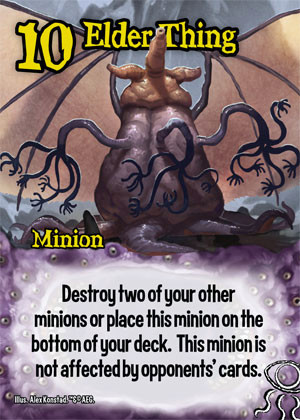 10 Elder Thing
Minion
Destroy two of your other
minions or place this minion on the
bottom of your deck. This minion is
not affected by opponents' cards.
Illus. Alex Konstad. ™&© AEG.